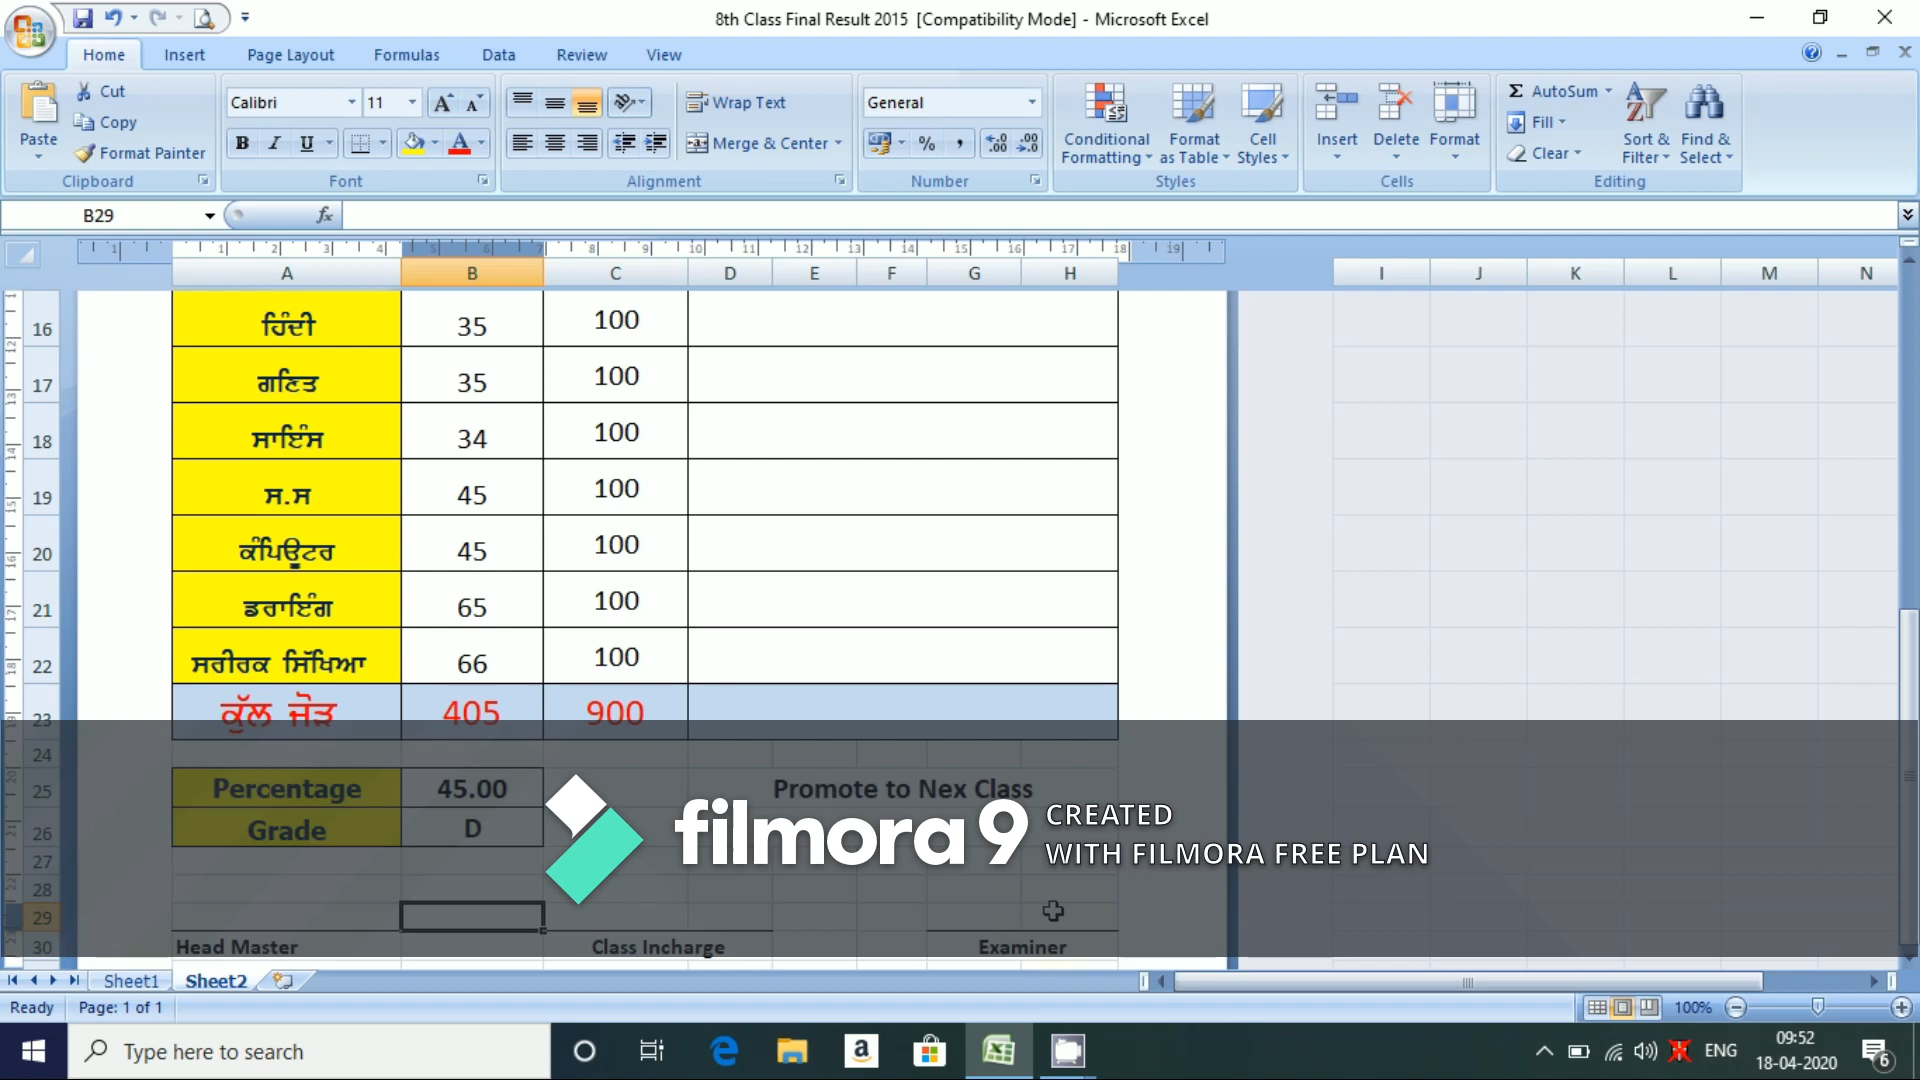 8th Class Final Result 2015 [Compatibility Mode] - Microsoft Excel
Home Insert Page Layout Formulas Data Review View
Paste
Cut
Copy
Format Painter
Clipboard
Calibri 11
B I U
Font
Wrap Text
Merge & Center
Alignment
General
% ,
Number
Conditional Formatting
Format as Table
Cell Styles
Styles
Insert Delete Format
Cells
Σ AutoSum
Fill
Clear
Sort & Filter
Find & Select
Editing
B29 fx
A B C D E F G H I J K L M N
16 ਹਿੰਦੀ 35 100
17 ਗਣਿਤ 35 100
18 ਸਾਇੰਸ 34 100
19 ਸ.ਸ 45 100
20 ਕੰਪਿਊਟਰ 45 100
21 ਡਰਾਇੰਗ 65 100
22 ਸਰੀਰਕ ਸਿੱਖਿਆ 66 100
23 ਕੁੱਲ ਜੋੜ 405 900
24
25 Percentage 45.00 Promote to Nex Class
26 Grade D
27
28
29
30 Head Master Class Incharge Examiner
filmora9 CREATED
WITH FILMORA FREE PLAN
Sheet1 Sheet2
Ready Page: 1 of 1 100%
Type here to search
ENG
09:52
18-04-2020
6